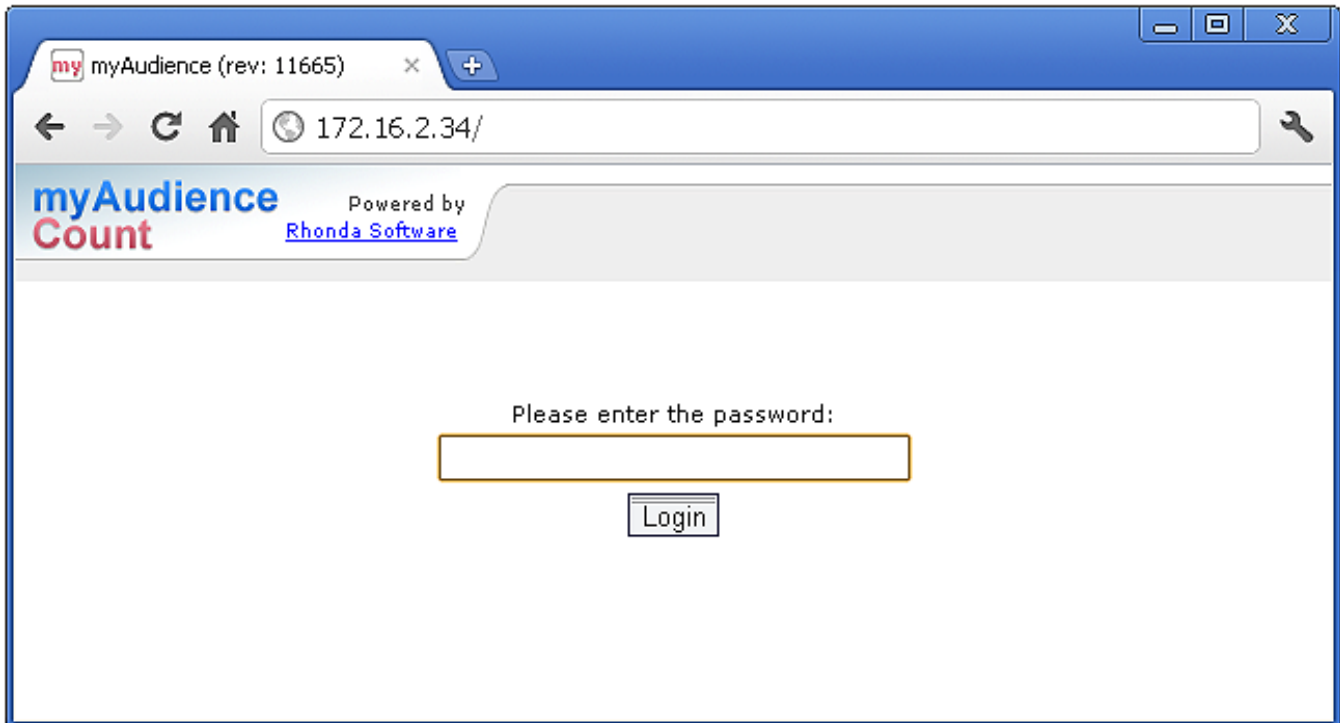 my myAudience (rev: 11665)
172.16.2.34/
myAudience
Count
Powered by
Rhonda Software
Please enter the password:
Login